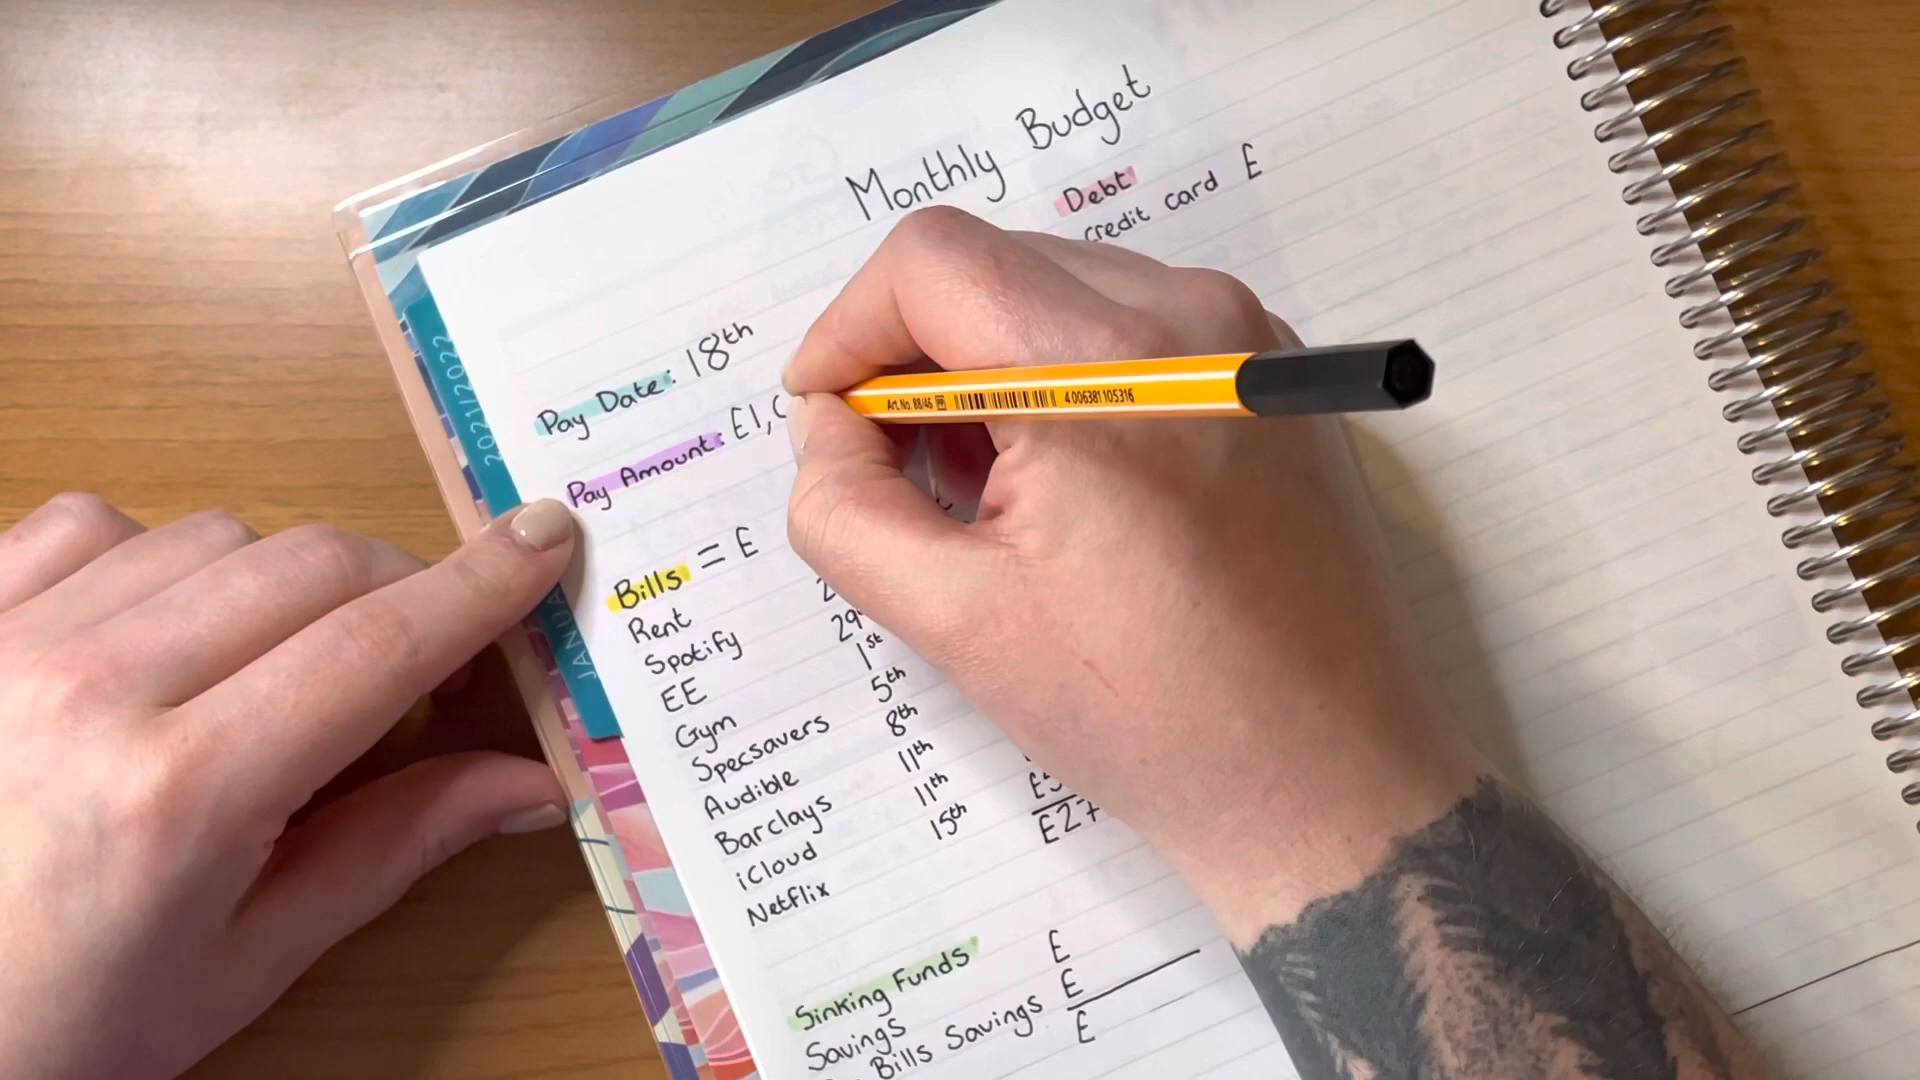 Monthly Budget
Debt
credit card £
Pay Date: 18th
Pay Amount: £1,
Bills = £
Rent
Spotify 29
EE 1st
Gym 5th
Specsavers 8th
Audible 11th
Barclays 11th
iCloud 15th
Netflix
£27
Sinking Funds
Savings £
Bills Savings £
£
2021/2022
Art. No. 88/46 4 006381 105316